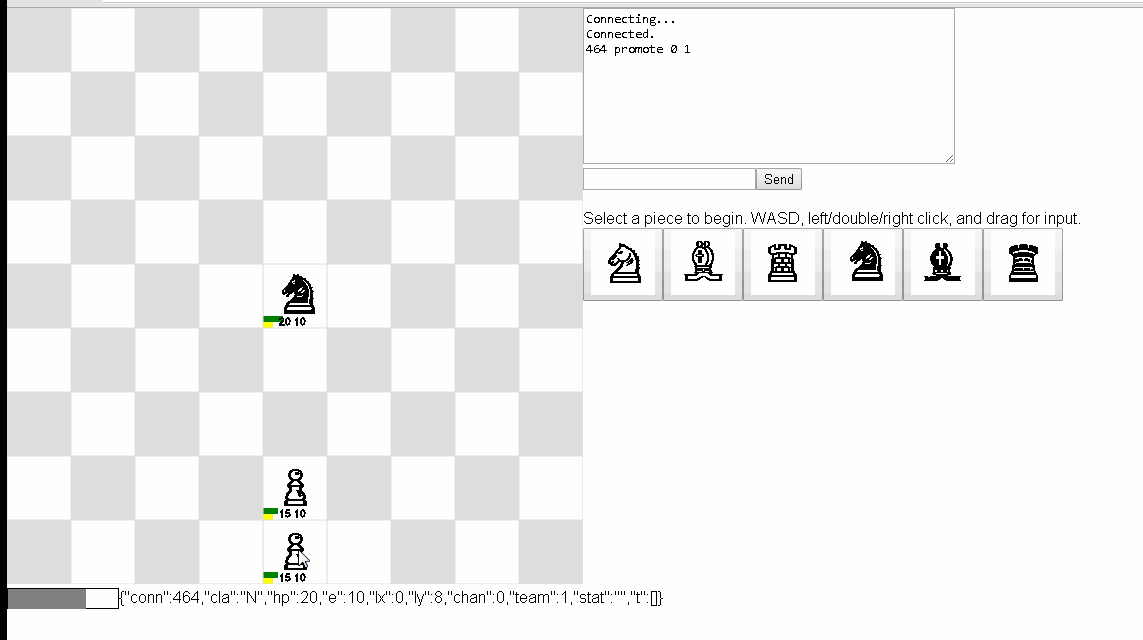 Connecting...
Connected.
464 promote 0 1
Send
Select a piece to begin. WASD, left/double/right click, and drag for input.
20 10
15 10
15 10
{"conn":464,"cla":"N","hp":20,"e":10,"lx":0,"ly":8,"chan":0,"team":1,"stat":"","t":[]}